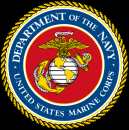 DEPARTMENT OF THE NAVY
UNITED STATES MARINE CORPS